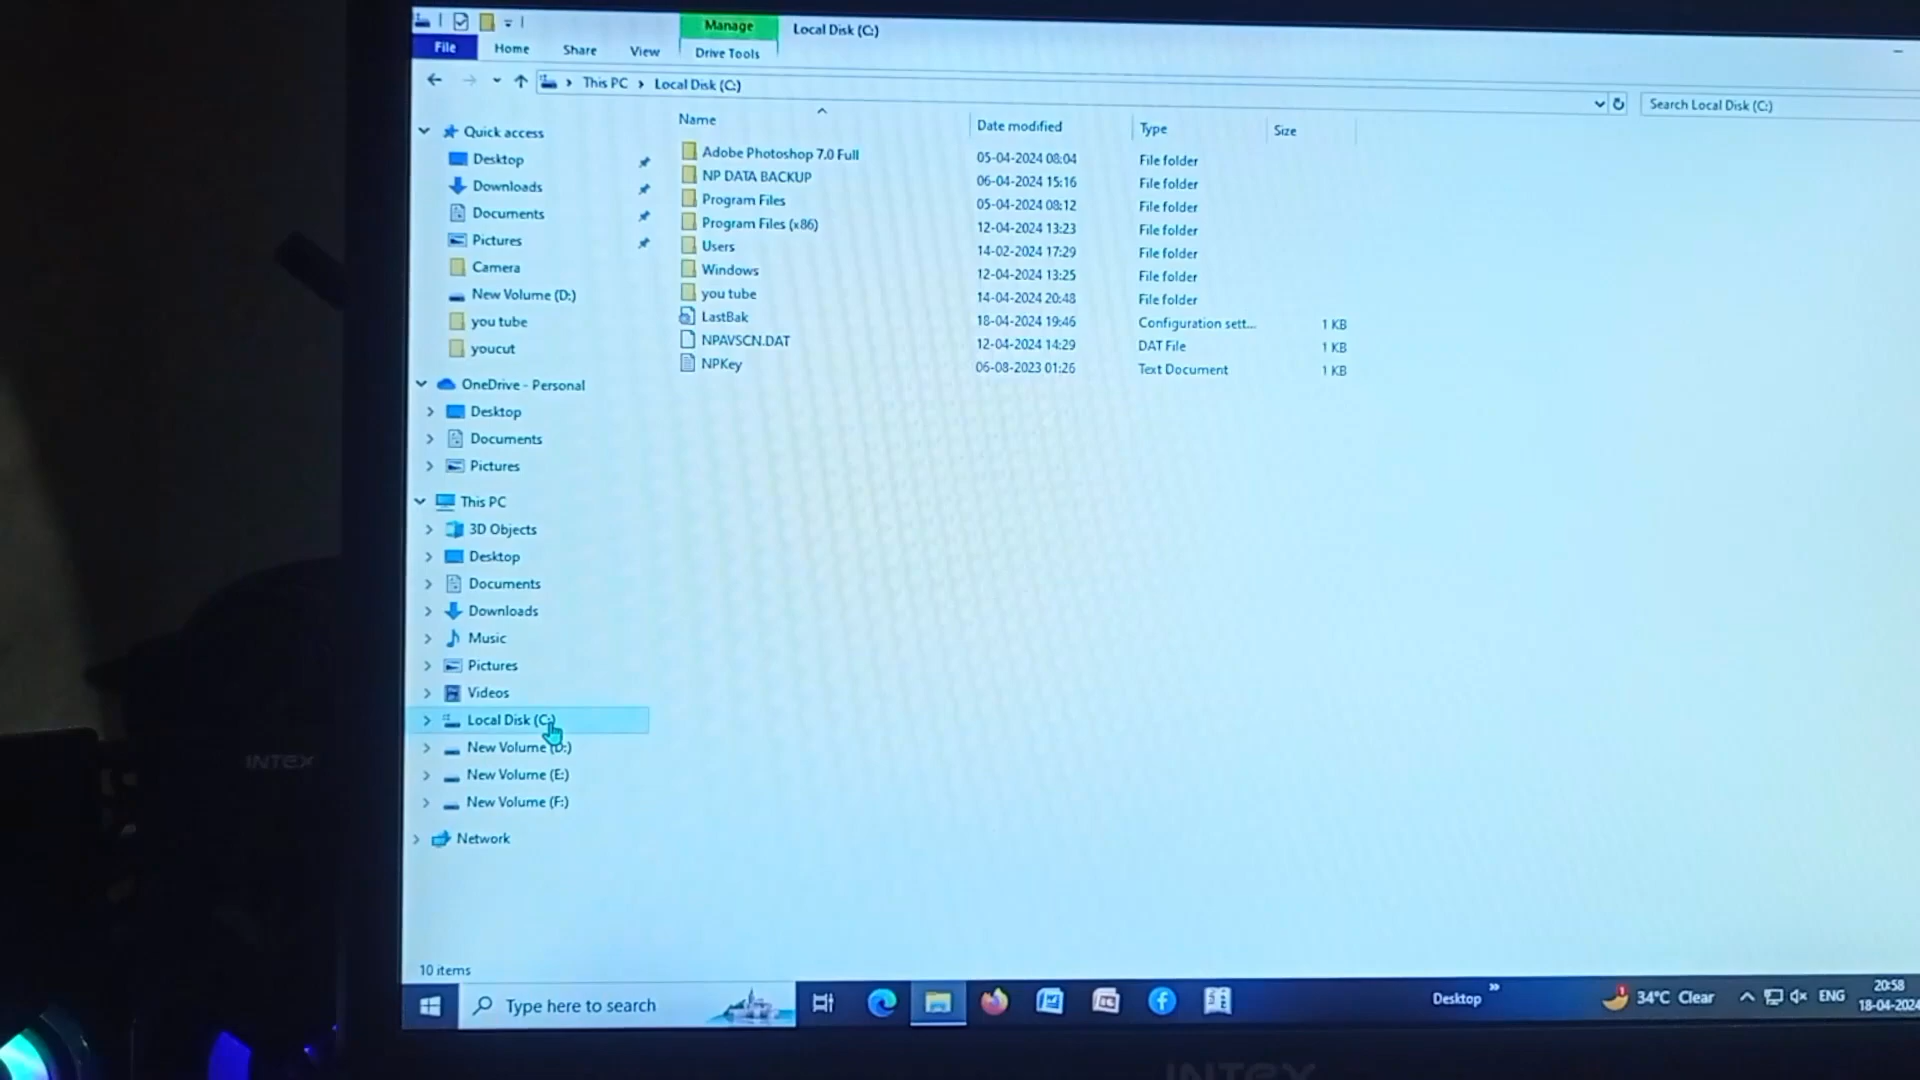 Manage
Local Disk (C:)
File
Home
Share
View
Drive Tools
This PC
Local Disk (C:)
Search Local Disk (C:)
Name
Date modified
Type
Size
Quick access
Desktop
Downloads
Documents
Pictures
Camera
New Volume (D:)
you tube
youcut
OneDrive - Personal
Desktop
Documents
Pictures
This PC
3D Objects
Desktop
Documents
Downloads
Music
Pictures
Videos
Local Disk (C:)
New Volume (D:)
New Volume (E:)
New Volume (F:)
Network
Adobe Photoshop 7.0 Full 05-04-2024 08:04 File folder
NP DATA BACKUP 06-04-2024 15:16 File folder
Program Files 05-04-2024 08:12 File folder
Program Files (x86) 12-04-2024 13:23 File folder
Users 14-02-2024 17:29 File folder
Windows 12-04-2024 13:25 File folder
you tube 14-04-2024 20:48 File folder
LastBak 18-04-2024 19:46 Configuration sett... 1 KB
NPAVSCN.DAT 12-04-2024 14:29 DAT File 1 KB
NPKey 06-08-2023 01:26 Text Document 1 KB
10 items
Type here to search
Desktop
34°C Clear
ENG
20:58
18-04-2024
INTEX
INTEX